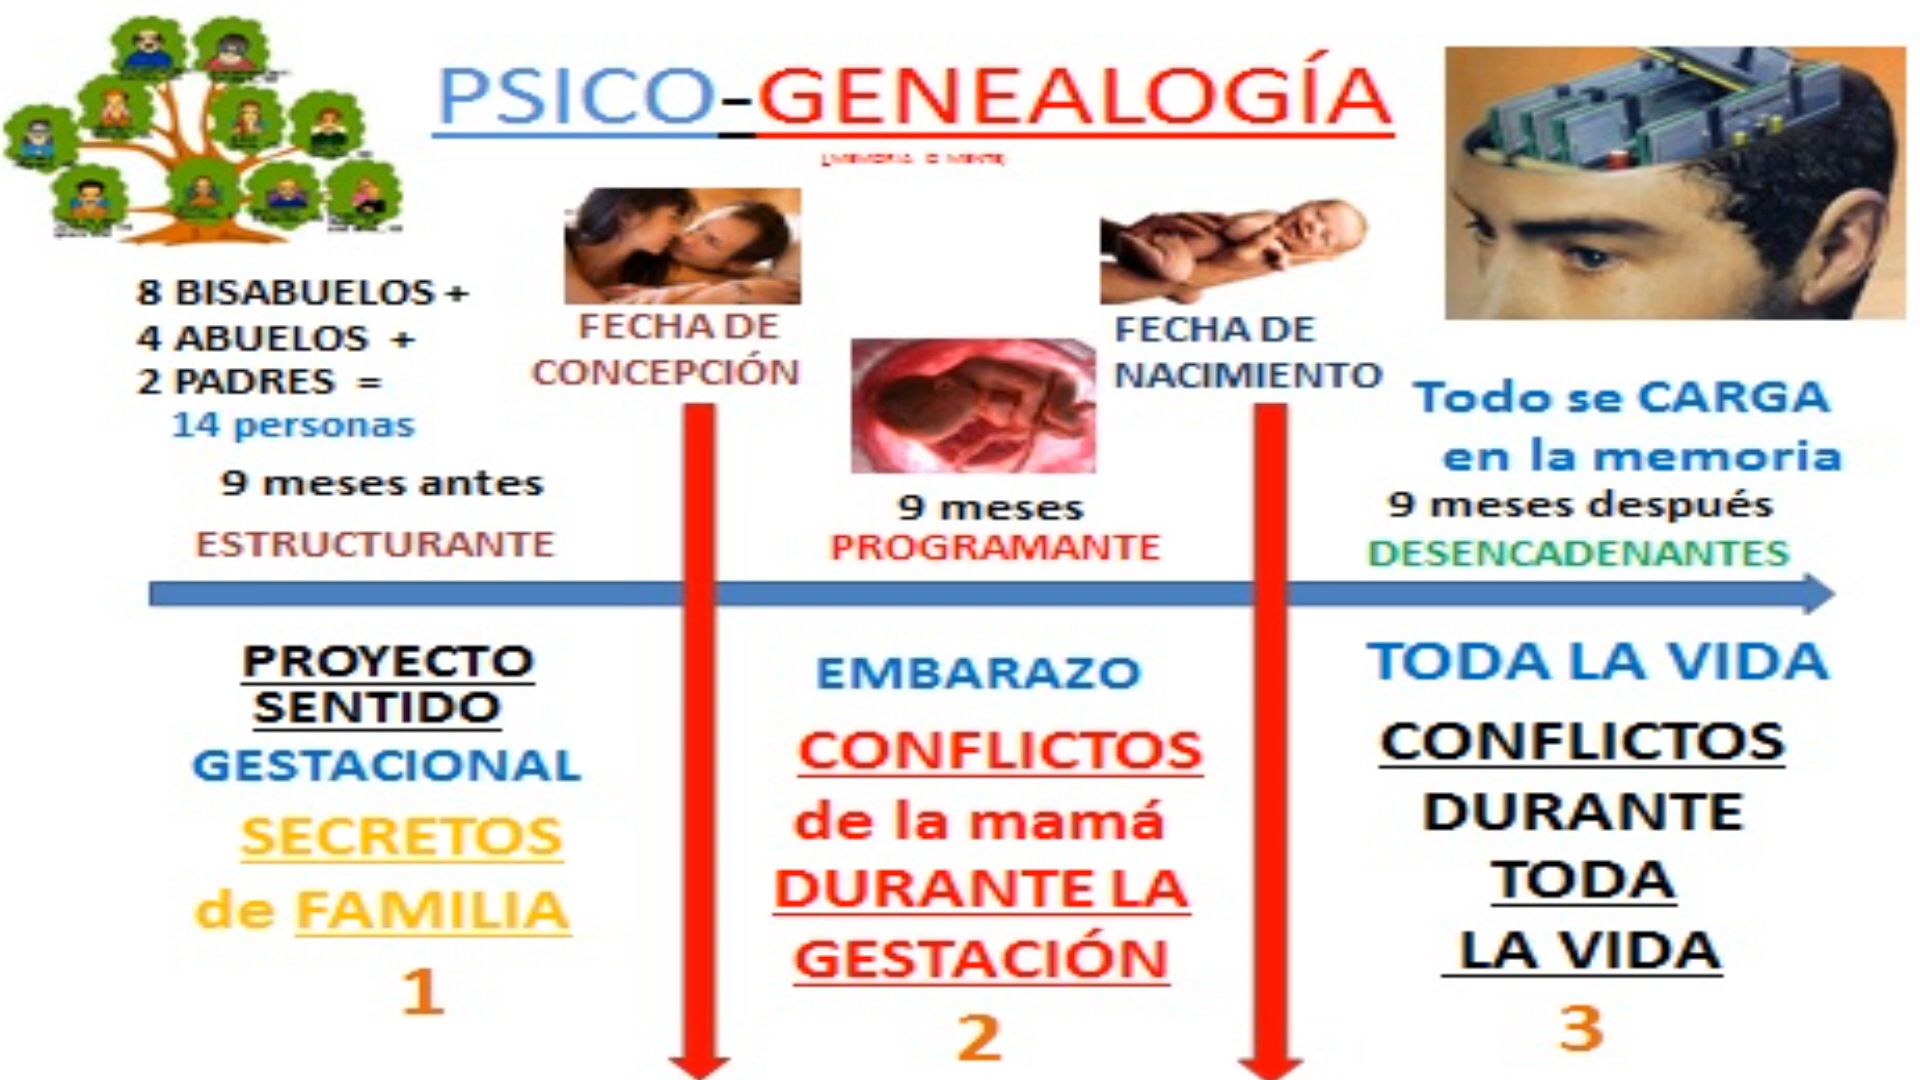 PSICO-GENEALOGÍA
8 BISABUELOS +
4 ABUELOS +
2 PADRES =
14 personas
9 meses antes
ESTRUCTURANTE
FECHA DE
CONCEPCIÓN
9 meses
PROGRAMANTE
FECHA DE
NACIMIENTO
Todo se CARGA
en la memoria
9 meses después
DESENCADENANTES
PROYECTO
SENTIDO
GESTACIONAL
SECRETOS
de FAMILIA
1
EMBARAZO
CONFLICTOS
de la mamá
DURANTE LA
GESTACIÓN
2
TODA LA VIDA
CONFLICTOS
DURANTE
TODA
LA VIDA
3